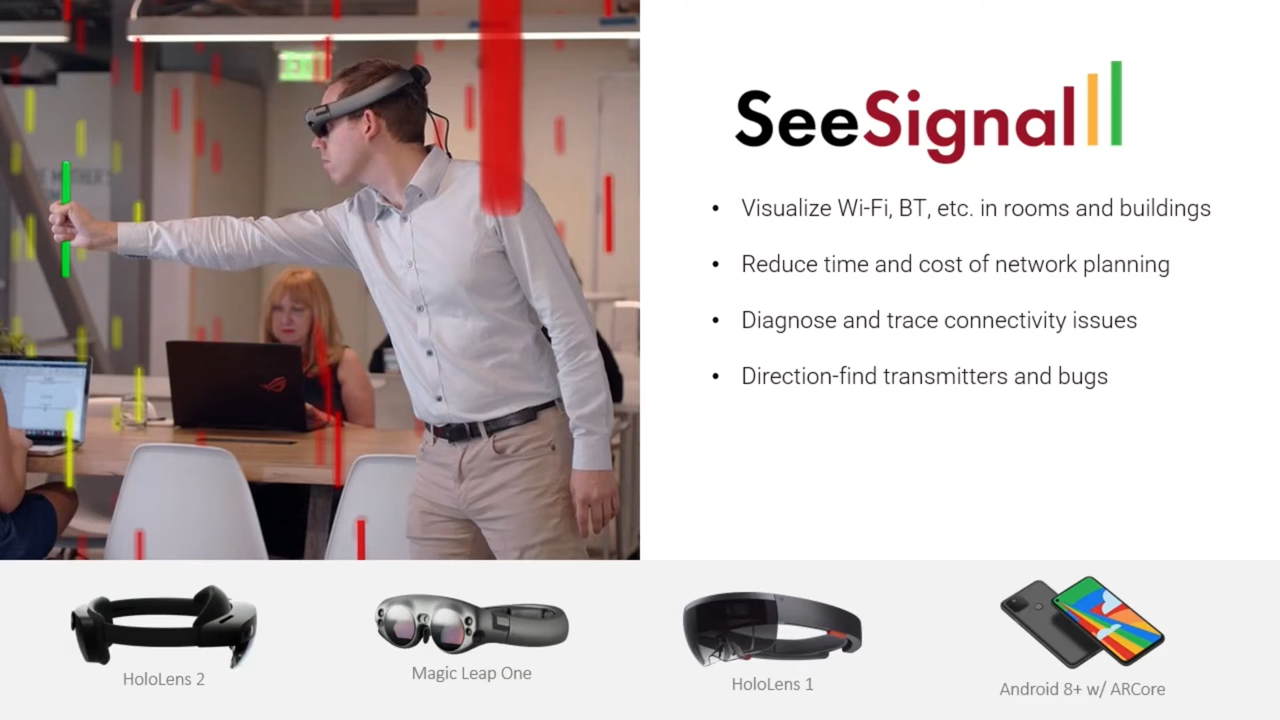 SeeSignal
• Visualize Wi-Fi, BT, etc. in rooms and buildings
• Reduce time and cost of network planning
• Diagnose and trace connectivity issues
• Direction-find transmitters and bugs
HoloLens 2
Magic Leap One
HoloLens 1
Android 8+ w/ ARCore